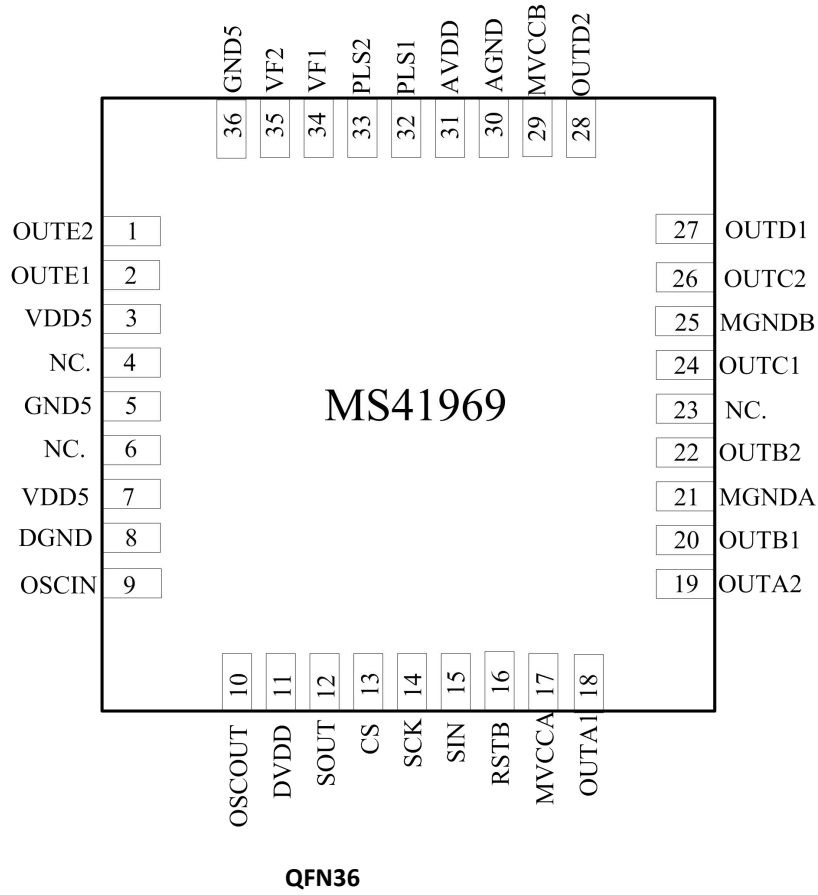 GND5
VF2
VF1
PLS2
PLS1
AVDD
AGND
MVCCB
OUTD2
36
35
34
33
32
31
30
29
28
OUTE2 1
OUTE1 2
VDD5 3
NC. 4
GND5 5
NC. 6
VDD5 7
DGND 8
OSCIN 9
MS41969
27 OUTD1
26 OUTC2
25 MGNDB
24 OUTC1
23 NC.
22 OUTB2
21 MGNDA
20 OUTB1
19 OUTA2
10
11
12
13
14
15
16
17
18
OSCOUT
DVDD
SOUT
CS
SCK
SIN
RSTB
MVCCA
OUTA1
QFN36